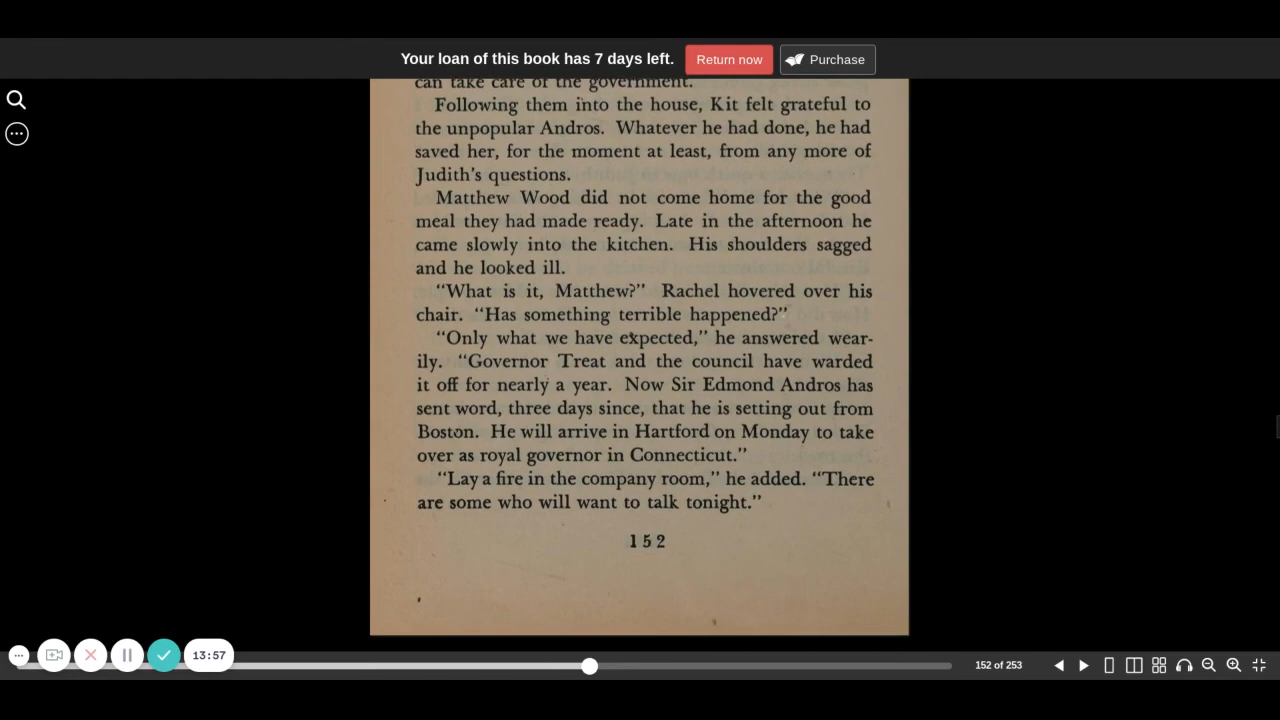 Your loan of this book has 7 days left. Return now Purchase
can take care of the government.
Following them into the house, Kit felt grateful to
the unpopular Andros. Whatever he had done, he had
saved her, for the moment at least, from any more of
Judith's questions.
Matthew Wood did not come home for the good
meal they had made ready. Late in the afternoon he
came slowly into the kitchen. His shoulders sagged
and he looked ill.
"What is it, Matthew?" Rachel hovered over his
chair. "Has something terrible happened?"
"Only what we have expected," he answered wear-
ily. "Governor Treat and the council have warded
it off for nearly a year. Now Sir Edmond Andros has
sent word, three days since, that he is setting out from
Boston. He will arrive in Hartford on Monday to take
over as royal governor in Connecticut."
"Lay a fire in the company room," he added. "There
are some who will want to talk tonight."
152
13:57
152 of 253